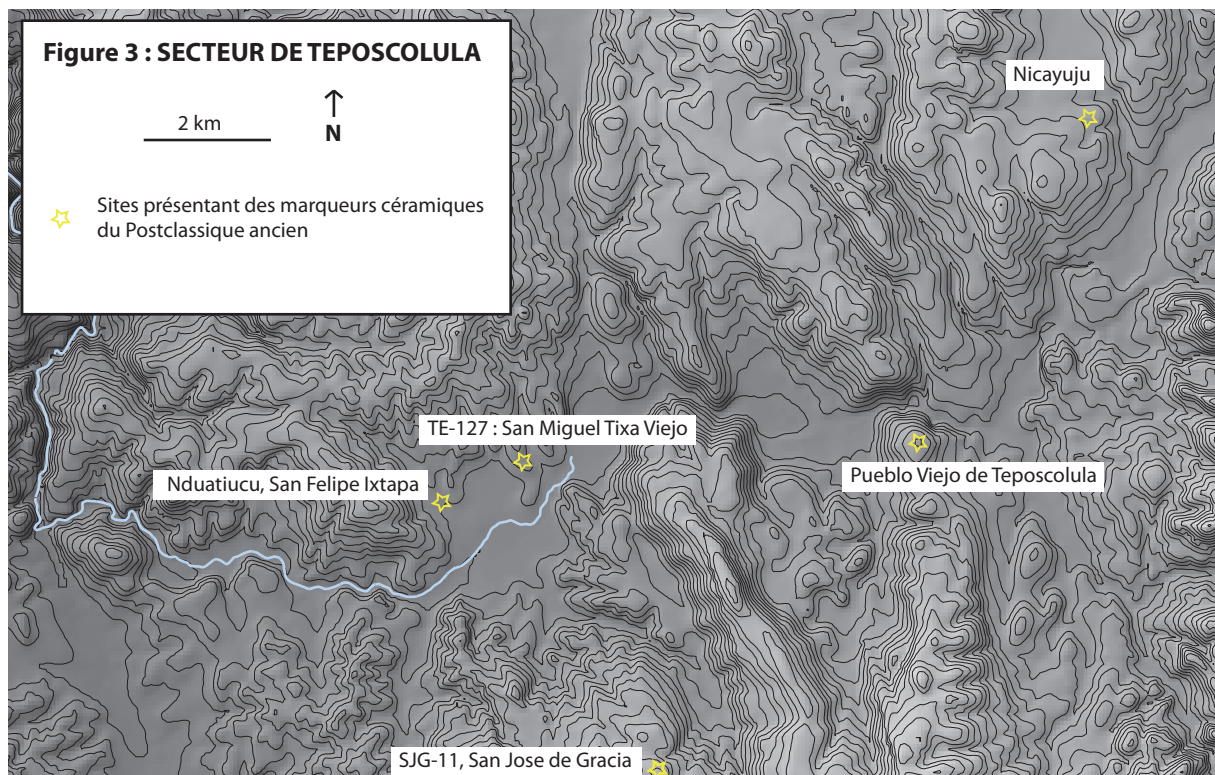 Figure 3 : SECTEUR DE TEPOSCOLULA
2 km
N
Sites présentant des marqueurs céramiques
du Postclassique ancien
Nicayuju
TE-127 : San Miguel Tixa Viejo
Nduatiucu, San Felipe Ixtapa
Pueblo Viejo de Teposcolula
SJG-11, San Jose de Gracia